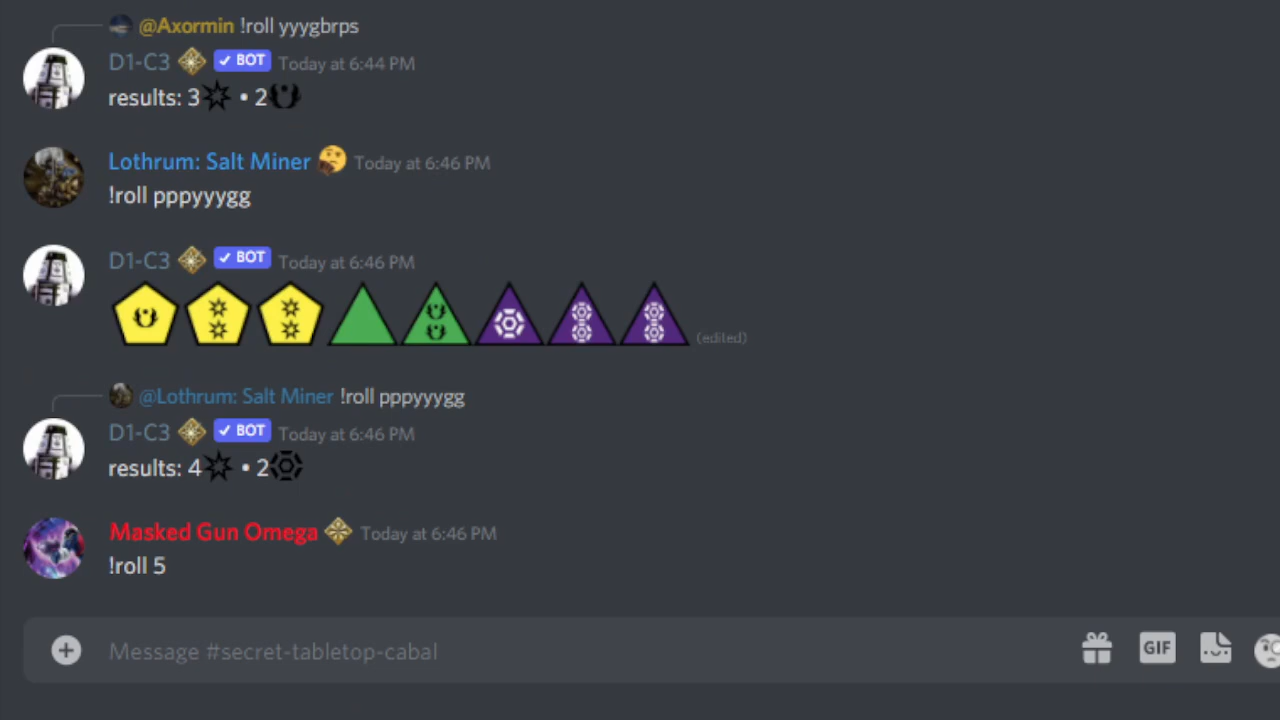 @Axormin !roll yyygbrps
D1-C3 ✓ BOT Today at 6:44 PM
results: 3 • 2
Lothrum: Salt Miner Today at 6:46 PM
!roll pppyyygg
D1-C3 ✓ BOT Today at 6:46 PM
(edited)
@Lothrum: Salt Miner !roll pppyyygg
D1-C3 ✓ BOT Today at 6:46 PM
results: 4 • 2
Masked Gun Omega Today at 6:46 PM
!roll 5
Message #secret-tabletop-cabal GIF